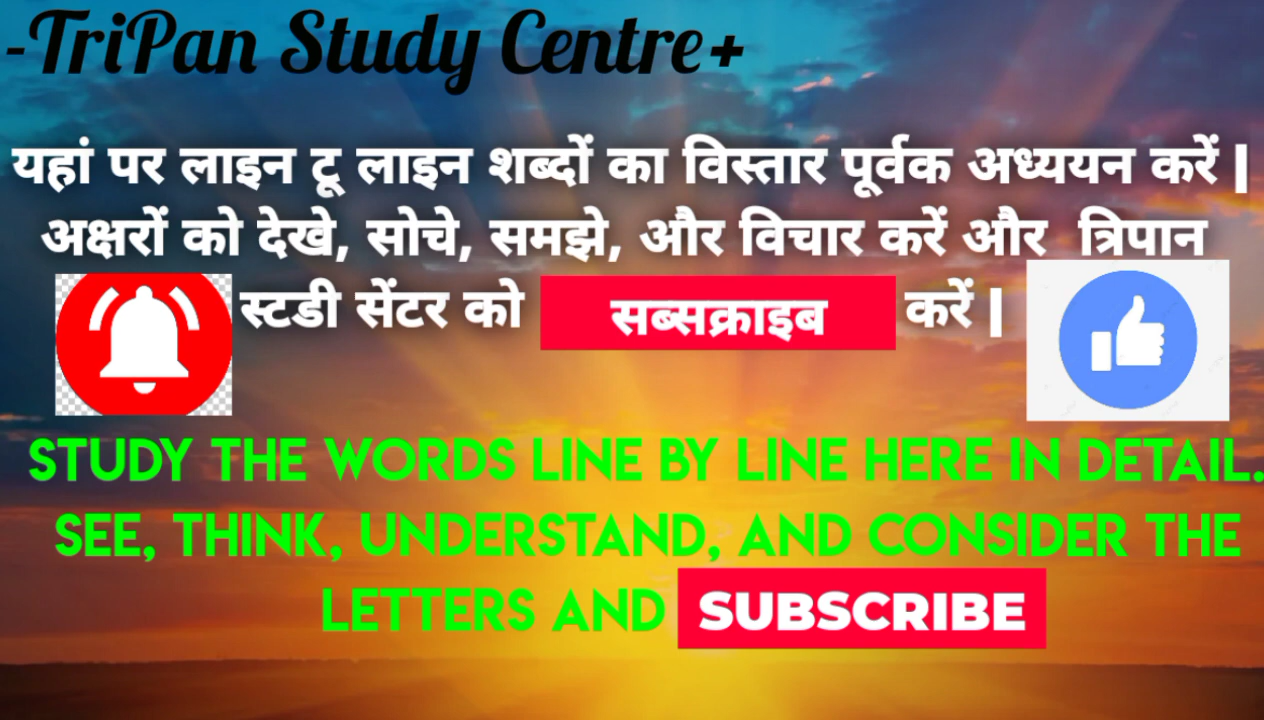 -TriPan Study Centre+
यहां पर लाइन टू लाइन शब्दों का विस्तार पूर्वक अध्ययन करें |
अक्षरों को देखे, सोचे, समझे, और विचार करें और त्रिपान
स्टडी सेंटर को सब्सक्राइब करें |
STUDY THE WORDS LINE BY LINE HERE IN DETAIL.
SEE, THINK, UNDERSTAND, AND CONSIDER THE
LETTERS AND SUBSCRIBE